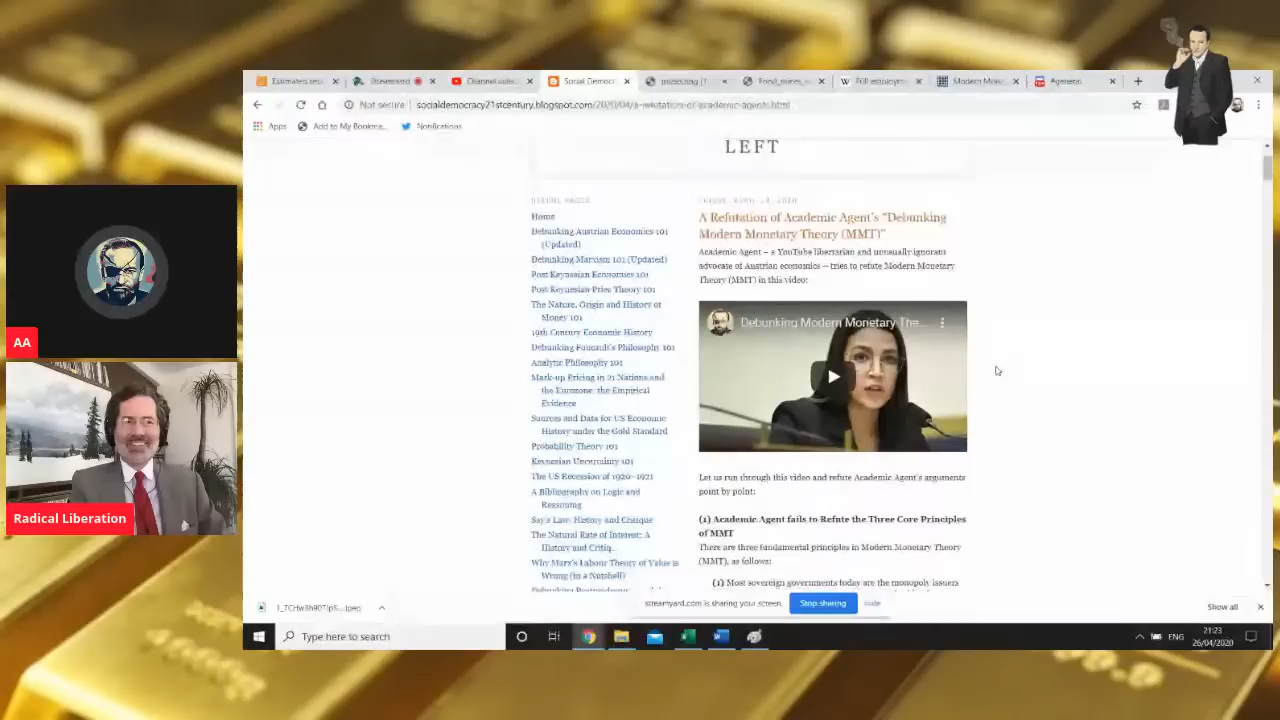 Streamyard
Channel video...
Social Democr
Food_mines_...
Full employm...
Modern Mone...
Not secure
socialdemocracy21stcentury.blogspot.com/2020/04/a-refutation-of-academic-agents.html
Apps
Add to My Bookma...
Notifications
LEFT
Home
Debunking Austrian Economics 101
(Updated)
Debunking Marxism 101 (Updated)
Post Keynesian Economics 101
Post Keynesian Price Theory 101
The Nature, Origin and History of
Money 101
19th Century Economic History
Debunking Foucault's Philosophy 101
Analytic Philosophy 101
Mark-up Pricing in 21 Nations and
the Eurozone: the Empirical
Evidence
Sources and Data for US Economic
History under the Gold Standard
Probability Theory 101
Keynesian Uncertainty 101
The US Recession of 1920–1921
A Bibliography on Logic and
Reasoning
Say's Law: History and Critique
The Natural Rate of Interest: A
History and Critiq...
Why Marx's Labour Theory of Value is
Wrong (in a Nutshell)
A Refutation of Academic Agent's "Debunking
Modern Monetary Theory (MMT)"
Academic Agent – a YouTube libertarian and unusually ignorant
advocate of Austrian economics – tries to refute Modern Monetary
Theory (MMT) in this video:
Debunking Modern Monetary The...
Let us run through this video and refute Academic Agent's arguments
point by point:
(1) Academic Agent fails to Refute the Three Core Principles
of MMT
There are three fundamental principles in Modern Monetary Theory
(MMT), as follows:
(1) Most sovereign governments today are the monopoly issuers
streamyard.com is sharing your screen.
Stop sharing
Hide
Show all
Type here to search
ENG
21:23
26/04/2020
AA
Radical Liberation